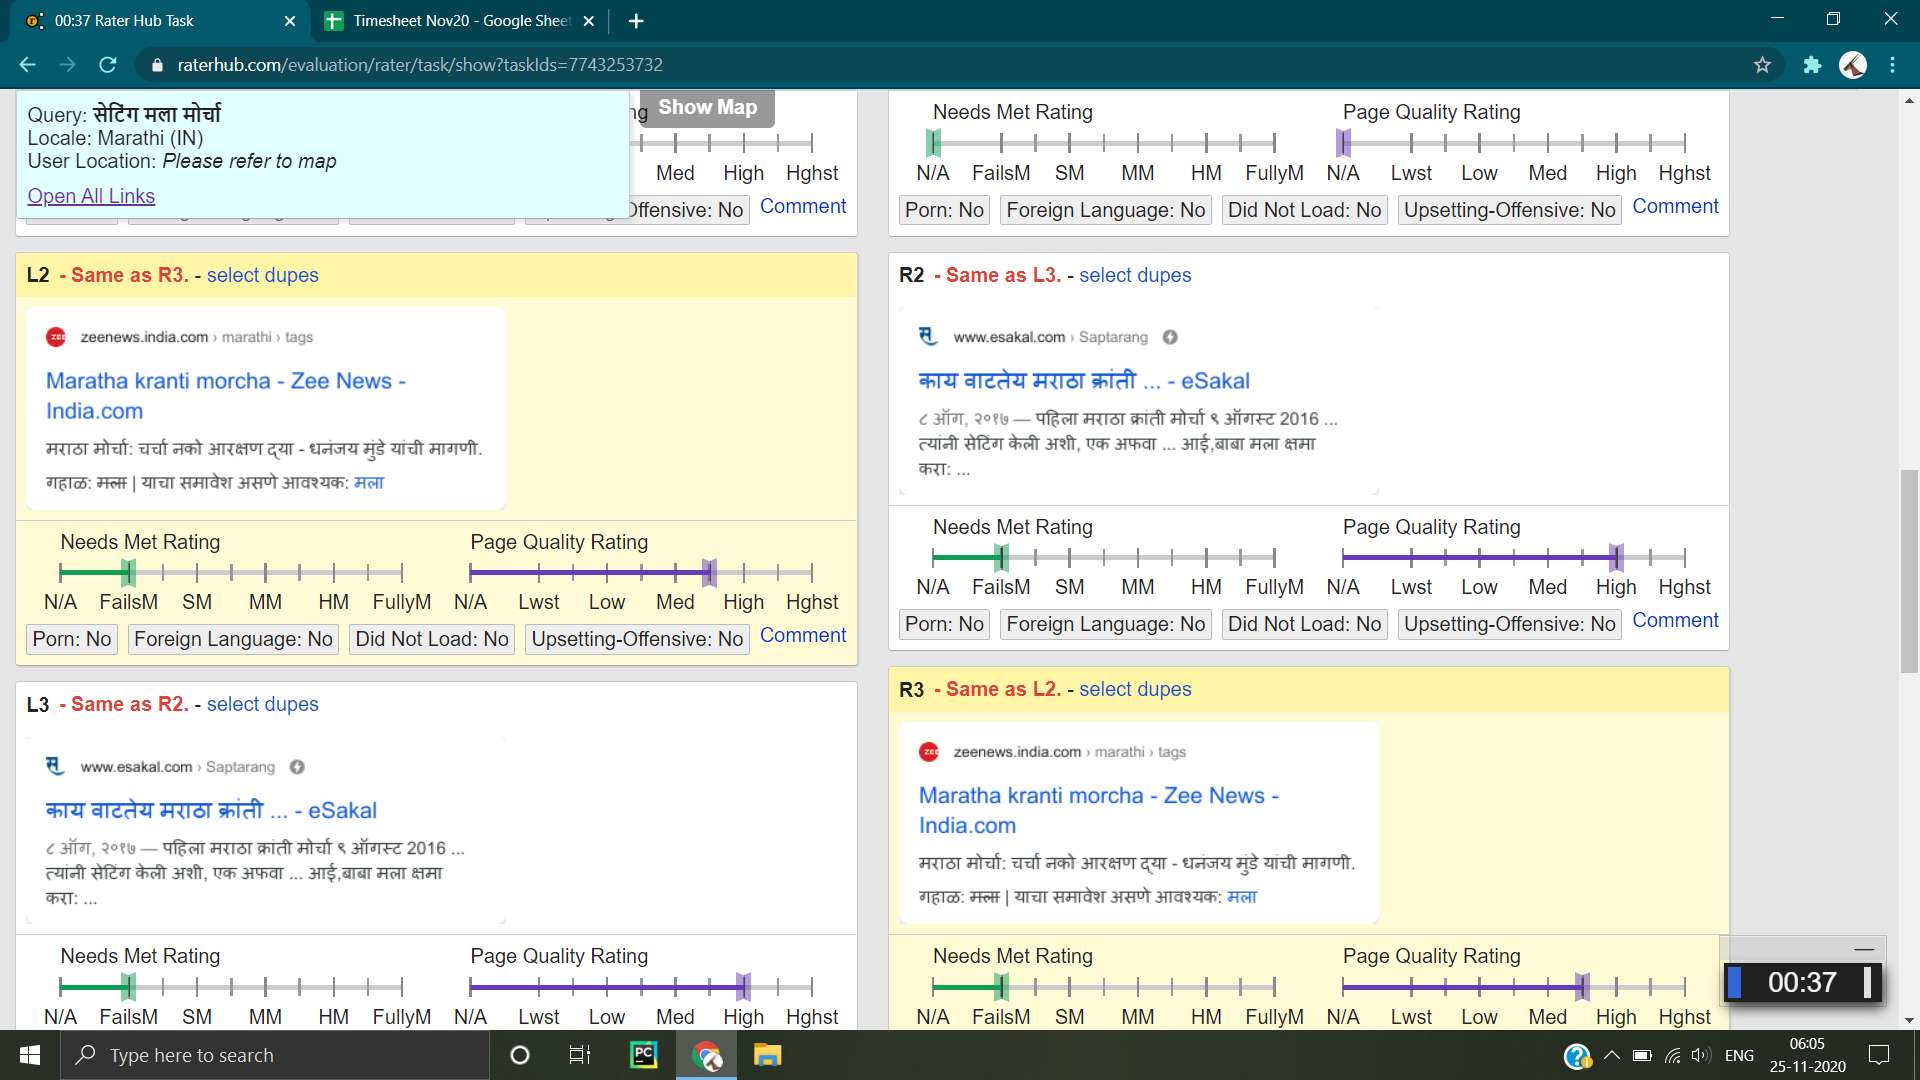 00:37 Rater Hub Task
Timesheet Nov20 - Google Sheet
raterhub.com/evaluation/rater/task/show?taskIds=7743253732
Query: सेटिंग मला मोर्चा
Locale: Marathi (IN)
User Location: Please refer to map
Open All Links
ng
Show Map
Med High Hghst
Offensive: No
Comment
Needs Met Rating
Page Quality Rating
N/A FailsM SM MM HM FullyM
N/A Lwst Low Med High Hghst
Porn: No
Foreign Language: No
Did Not Load: No
Upsetting-Offensive: No
Comment
L2 - Same as R3. - select dupes
zeenews.india.com › marathi › tags
Maratha kranti morcha - Zee News -
India.com
मराठा मोर्चा: चर्चा नको आरक्षण द्या - धनंजय मुंडे यांची मागणी.
गहाळ: मला | याचा समावेश असणे आवश्यक: मला
Needs Met Rating
Page Quality Rating
N/A FailsM SM MM HM FullyM
N/A Lwst Low Med High Hghst
Porn: No
Foreign Language: No
Did Not Load: No
Upsetting-Offensive: No
Comment
R2 - Same as L3. - select dupes
www.esakal.com › Saptarang
काय वाटतेय मराठा क्रांती ... - eSakal
८ ऑग, २०१७ — पहिला मराठा क्रांती मोर्चा ९ ऑगस्ट 2016 ...
त्यांनी सेटिंग केली अशी, एक अफवा ... आई,बाबा मला क्षमा
करा: ...
Needs Met Rating
Page Quality Rating
N/A FailsM SM MM HM FullyM
N/A Lwst Low Med High Hghst
Porn: No
Foreign Language: No
Did Not Load: No
Upsetting-Offensive: No
Comment
L3 - Same as R2. - select dupes
www.esakal.com › Saptarang
काय वाटतेय मराठा क्रांती ... - eSakal
८ ऑग, २०१७ — पहिला मराठा क्रांती मोर्चा ९ ऑगस्ट 2016 ...
त्यांनी सेटिंग केली अशी, एक अफवा ... आई,बाबा मला क्षमा
करा: ...
Needs Met Rating
Page Quality Rating
N/A FailsM SM MM HM FullyM
N/A Lwst Low Med High Hghst
R3 - Same as L2. - select dupes
zeenews.india.com › marathi › tags
Maratha kranti morcha - Zee News -
India.com
मराठा मोर्चा: चर्चा नको आरक्षण द्या - धनंजय मुंडे यांची मागणी.
गहाळ: मला | याचा समावेश असणे आवश्यक: मला
Needs Met Rating
Page Quality Rating
N/A FailsM SM MM HM FullyM
N/A Lwst Low Med High Hghst
00:37
Type here to search
PC
ENG
06:05
25-11-2020